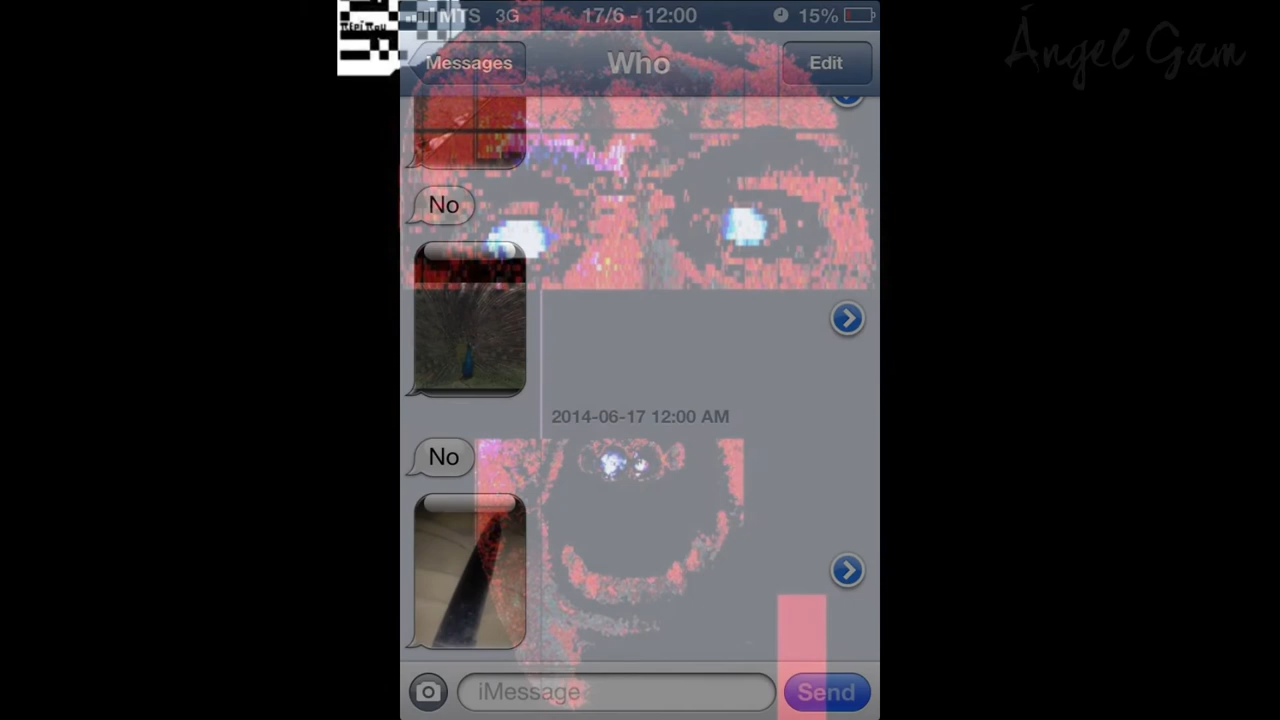 MTS 3G 17/6 - 12:00 15%
Angel Gam
Messages Who Edit
No
2014-06-17 12:00 AM
No
iMessage Send